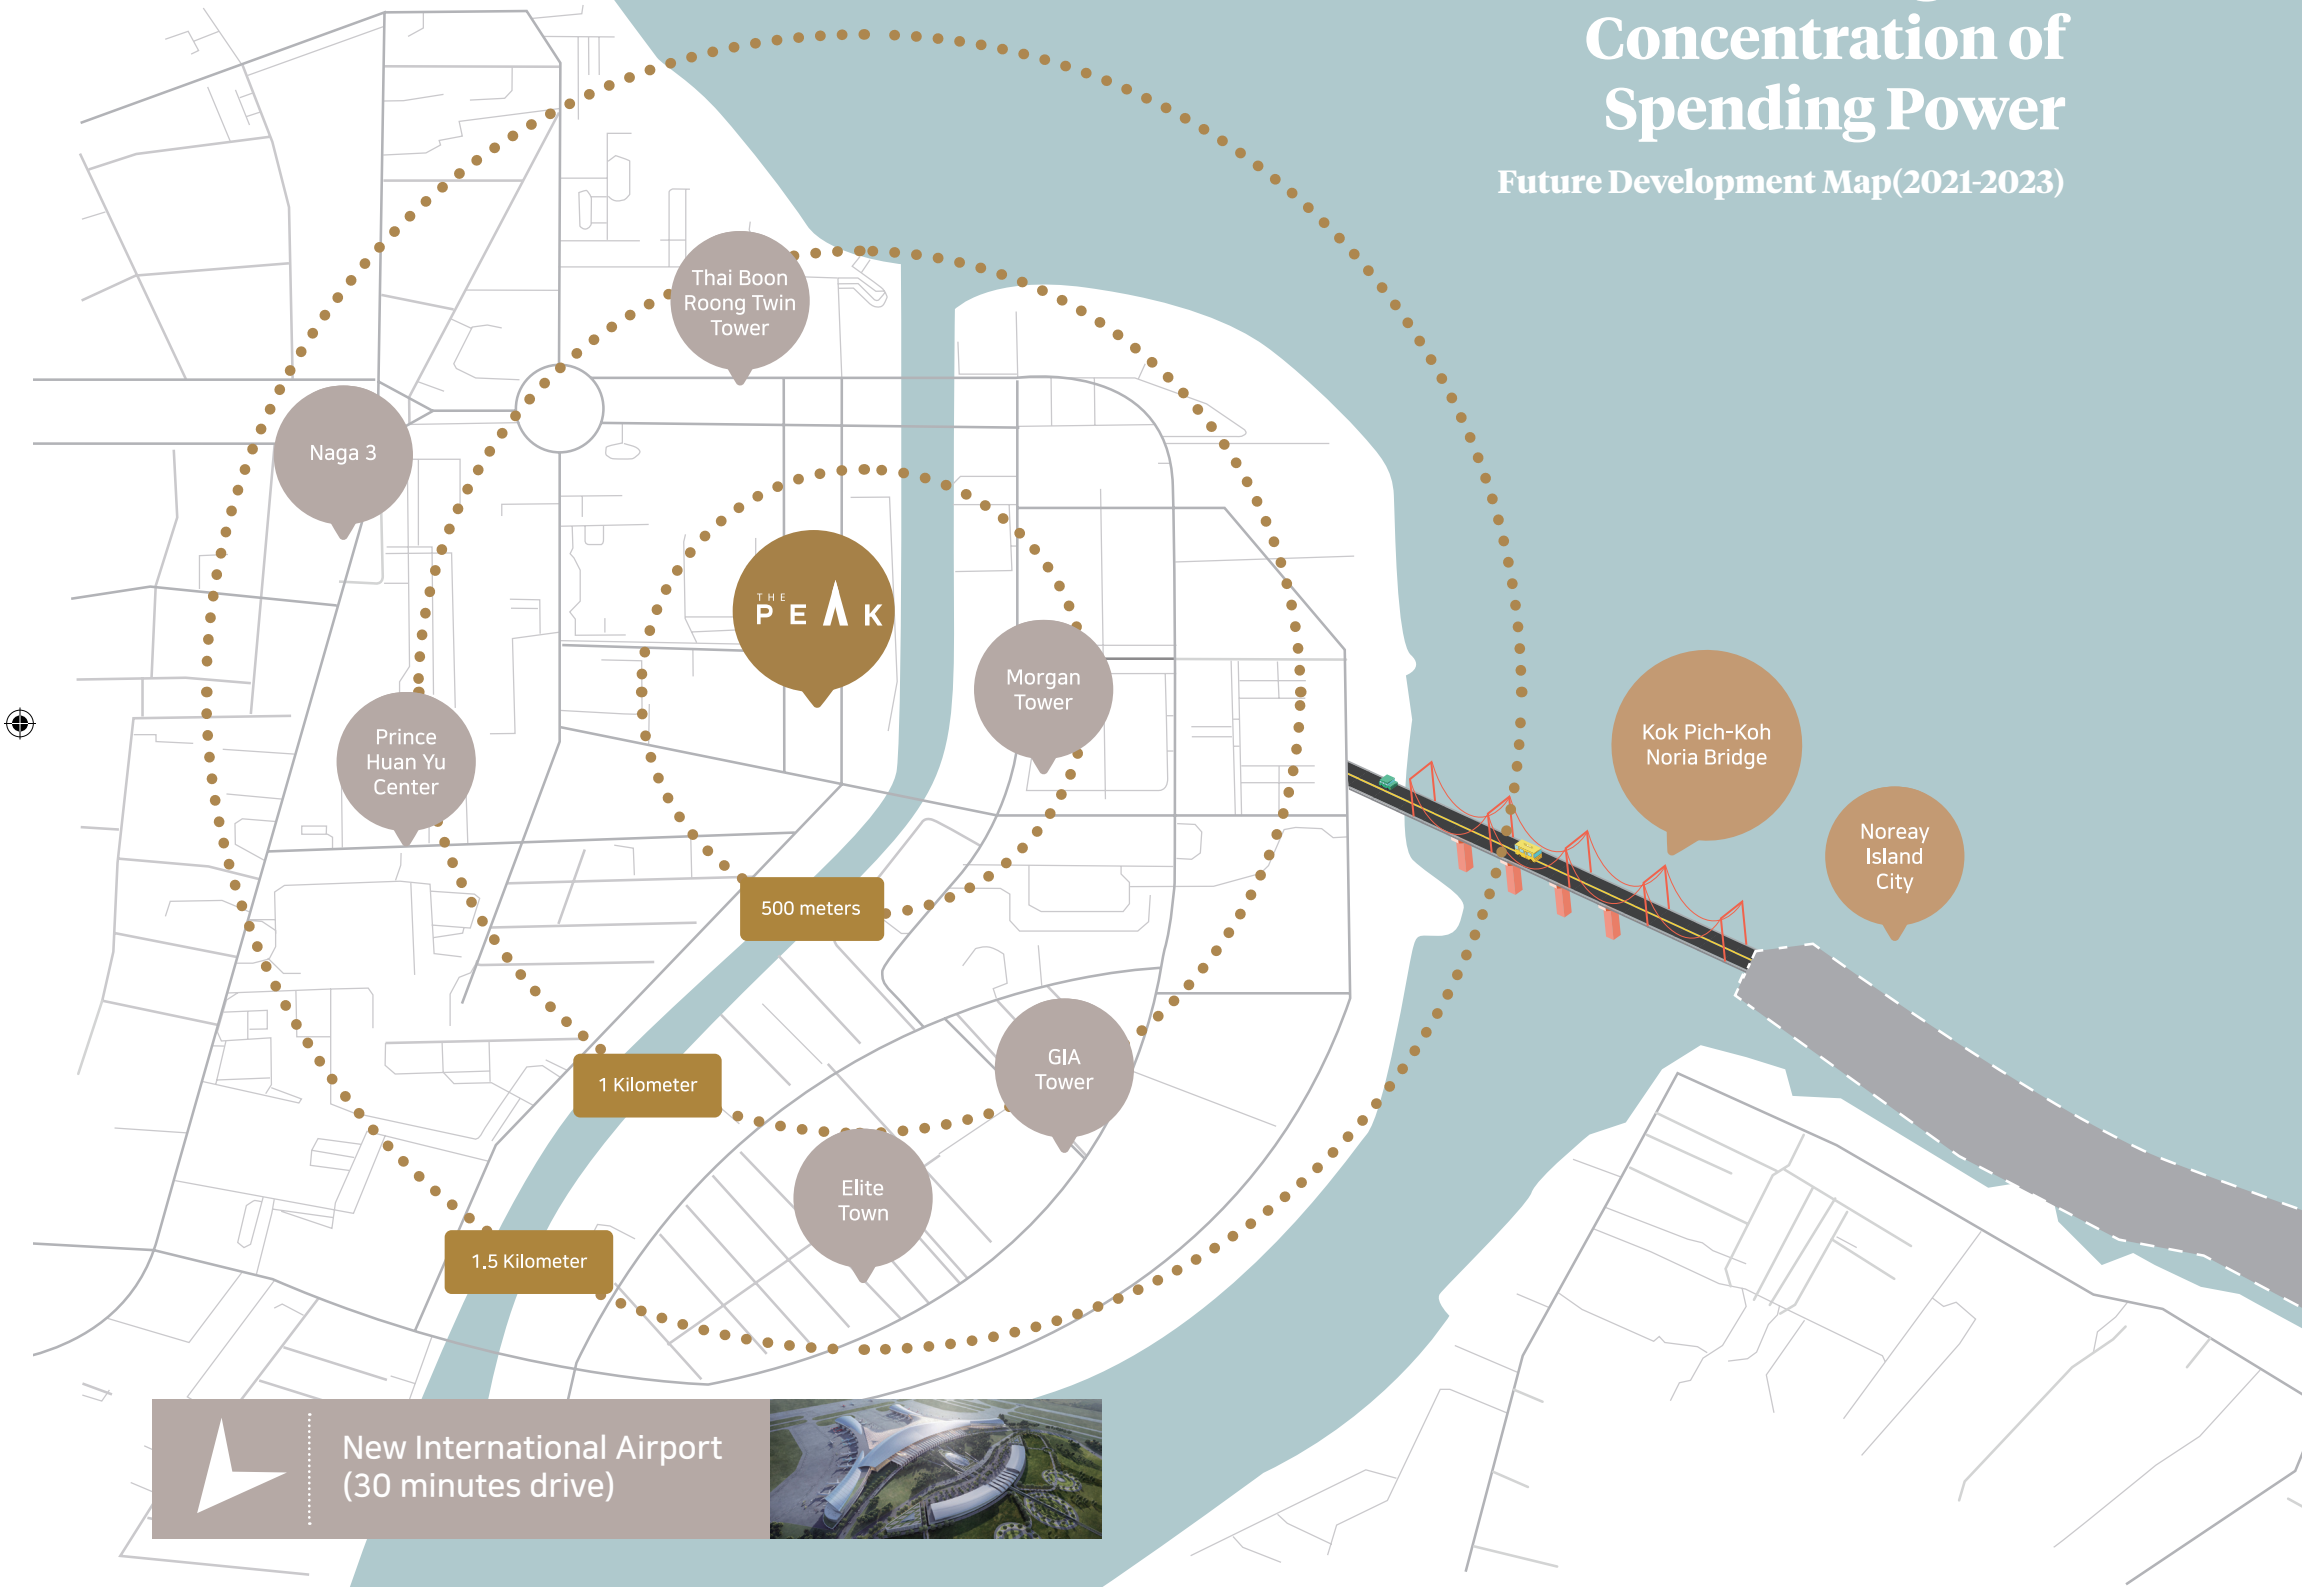 Concentration of
Spending Power
Future Development Map(2021-2023)
Thai Boon
Roong Twin
Tower
Naga 3
THE
PEAK
Morgan
Tower
Prince
Huan Yu
Center
Kok Pich-Koh
Noria Bridge
Noreay
Island
City
500 meters
GIA
Tower
1 Kilometer
Elite
Town
1.5 Kilometer
New International Airport
(30 minutes drive)